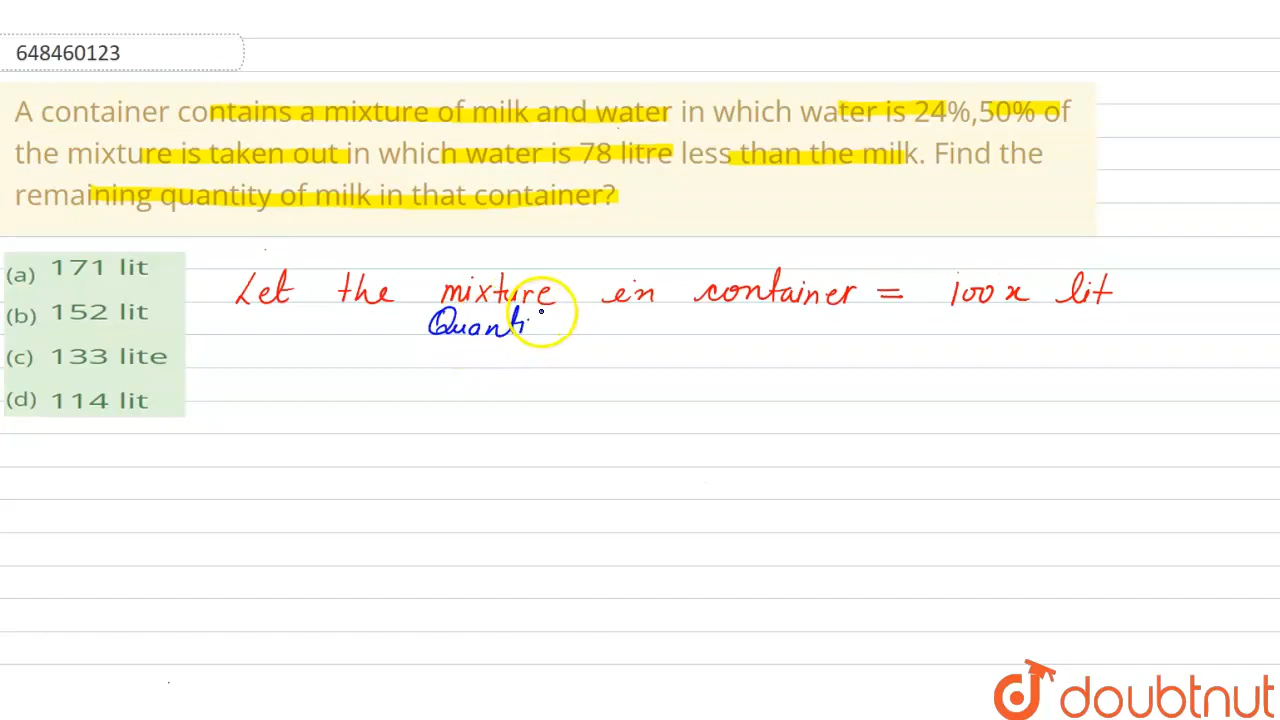 648460123
A container contains a mixture of milk and water in which water is 24%,50% of
the mixture is taken out in which water is 78 litre less than the milk. Find the
remaining quantity of milk in that container?
(a) 171 lit
(b) 152 lit
(c) 133 lite
(d) 114 lit
Let the mixture in container = 100x lit
Quanti
doubtnut